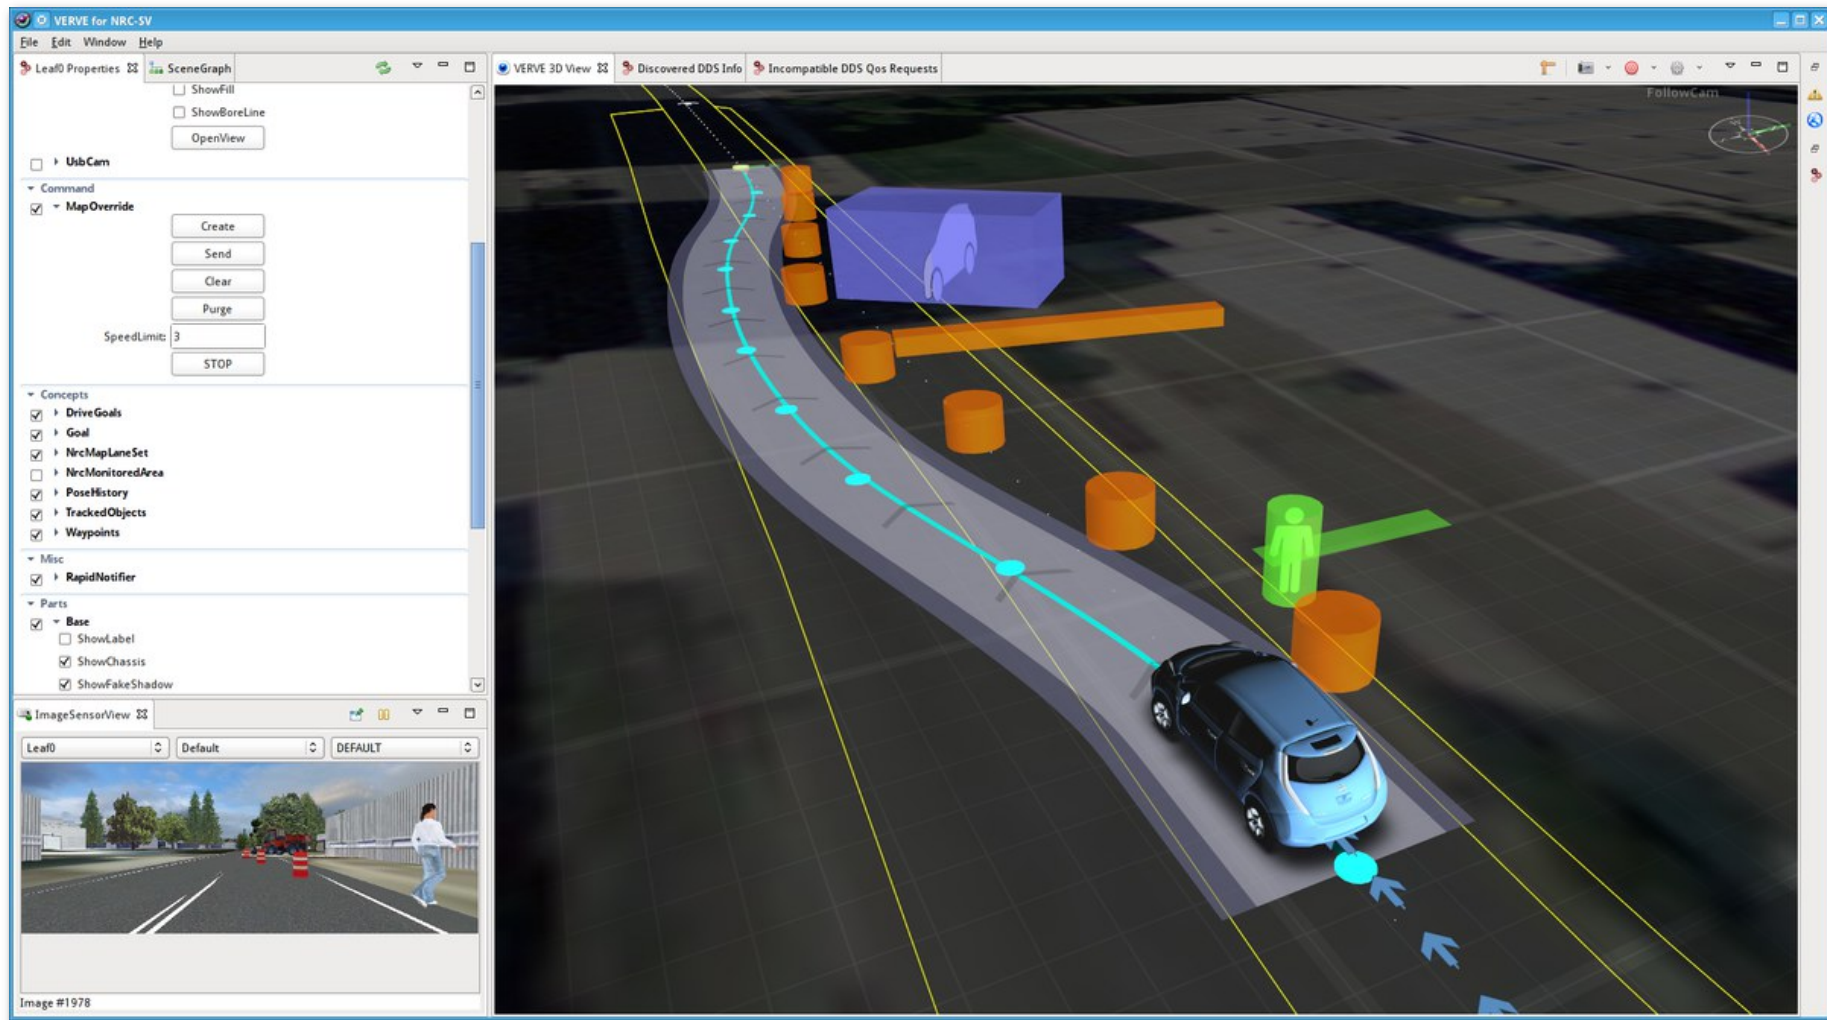 VERVE for NRC-SV
File Edit Window Help
Leaf0 Properties SceneGraph
ShowFill
ShowBoreLine
OpenView
UsbCam
Command
MapOverride
Create
Send
Clear
Purge
SpeedLimit: 3
STOP
Concepts
DriveGoals
Goal
NrcMapLaneSet
NrcMonitoredArea
PoseHistory
TrackedObjects
Waypoints
Misc
RapidNotifier
Parts
Base
ShowLabel
ShowChassis
ShowFakeShadow
ImageSensorView
Leaf0 Default DEFAULT
Image #1978
VERVE 3D View Discovered DDS Info Incompatible DDS Qos Requests
FollowCam